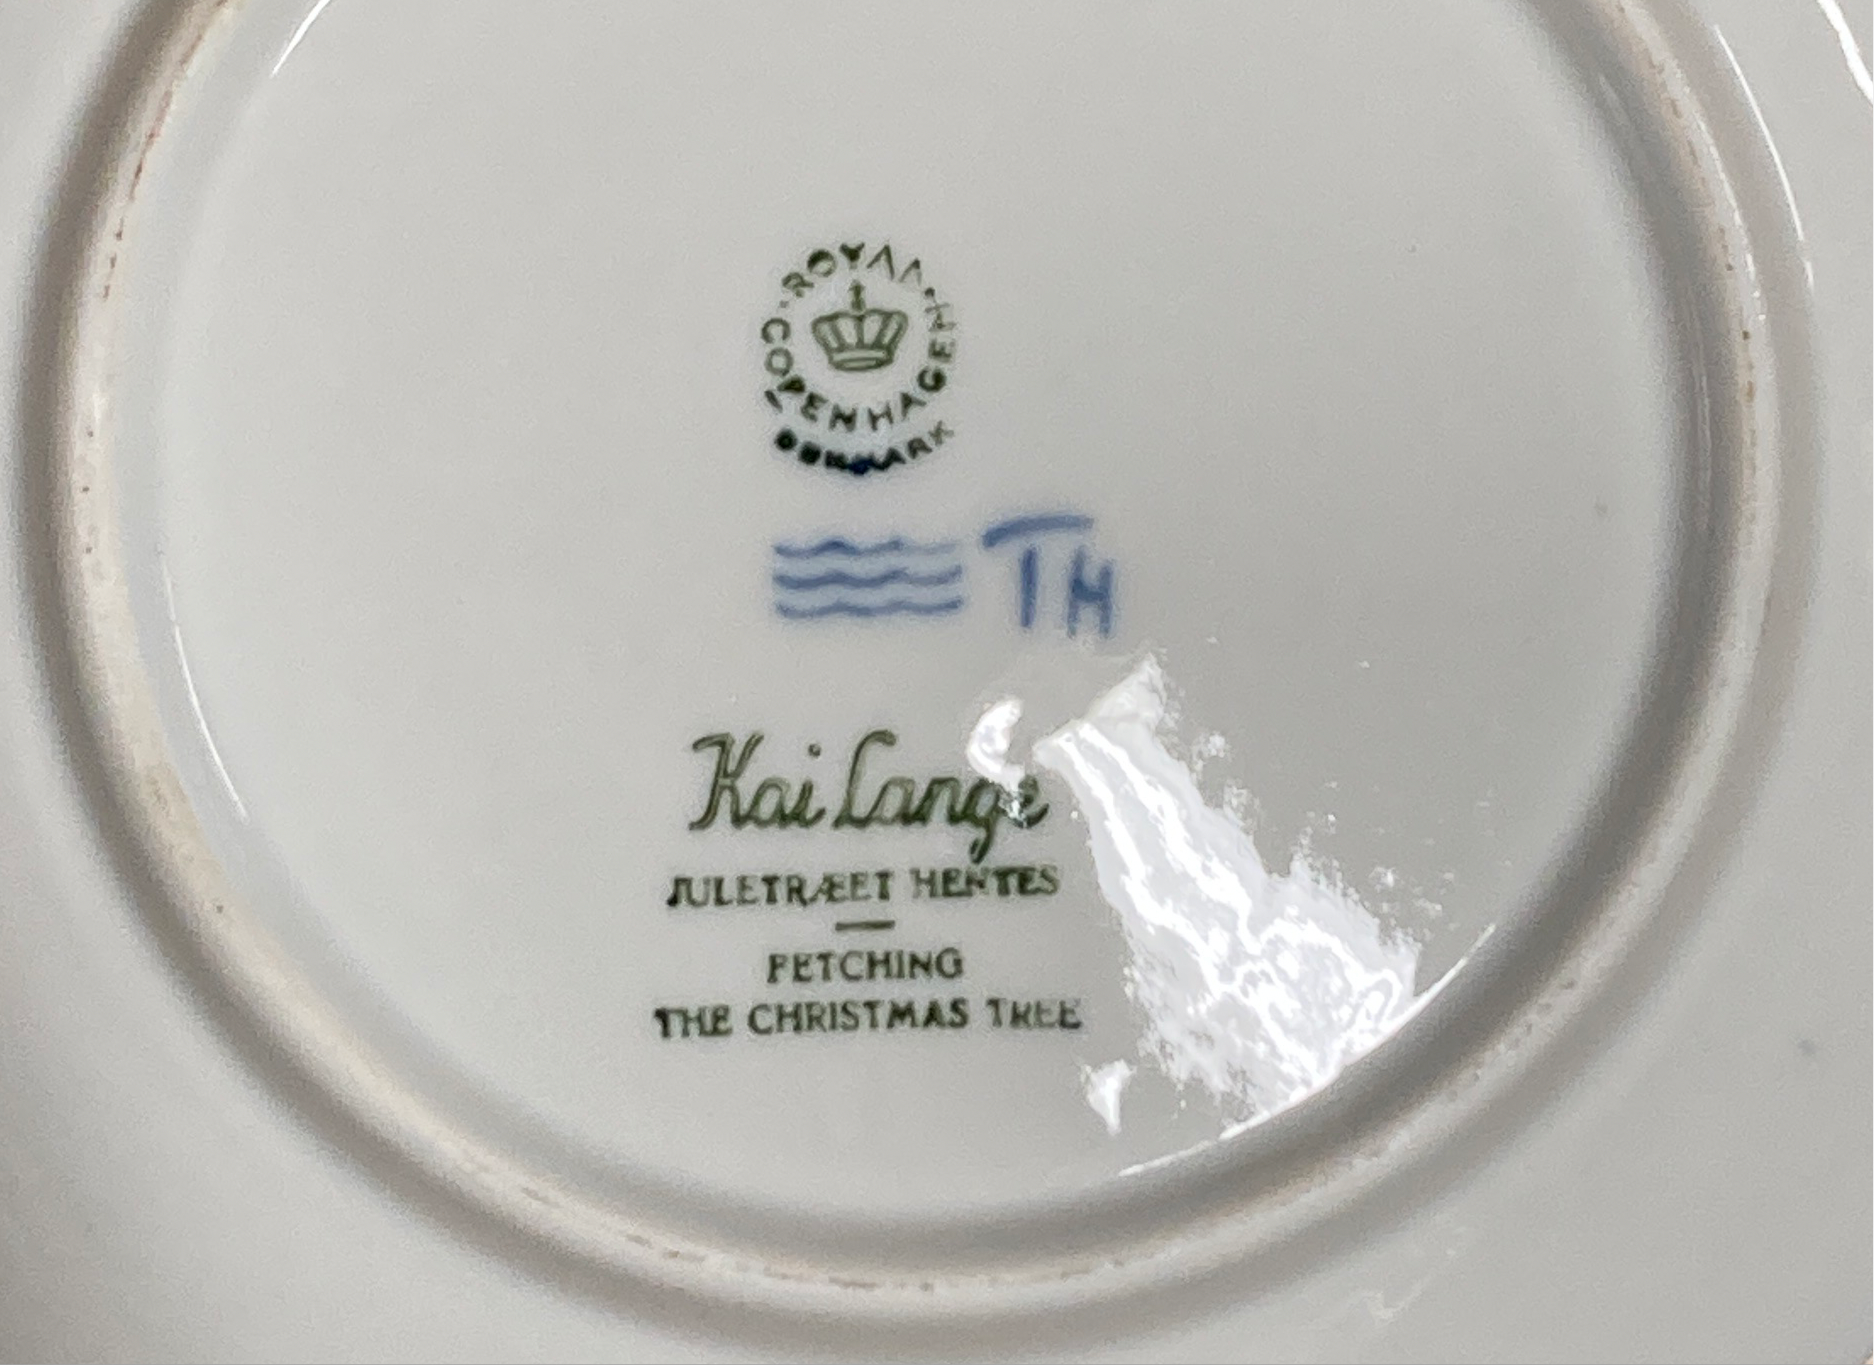 ROYAL COPENHAGEN
DENMARK
TH
Kai Lange
JULETRÆET HENTES
FETCHING
THE CHRISTMAS TREE